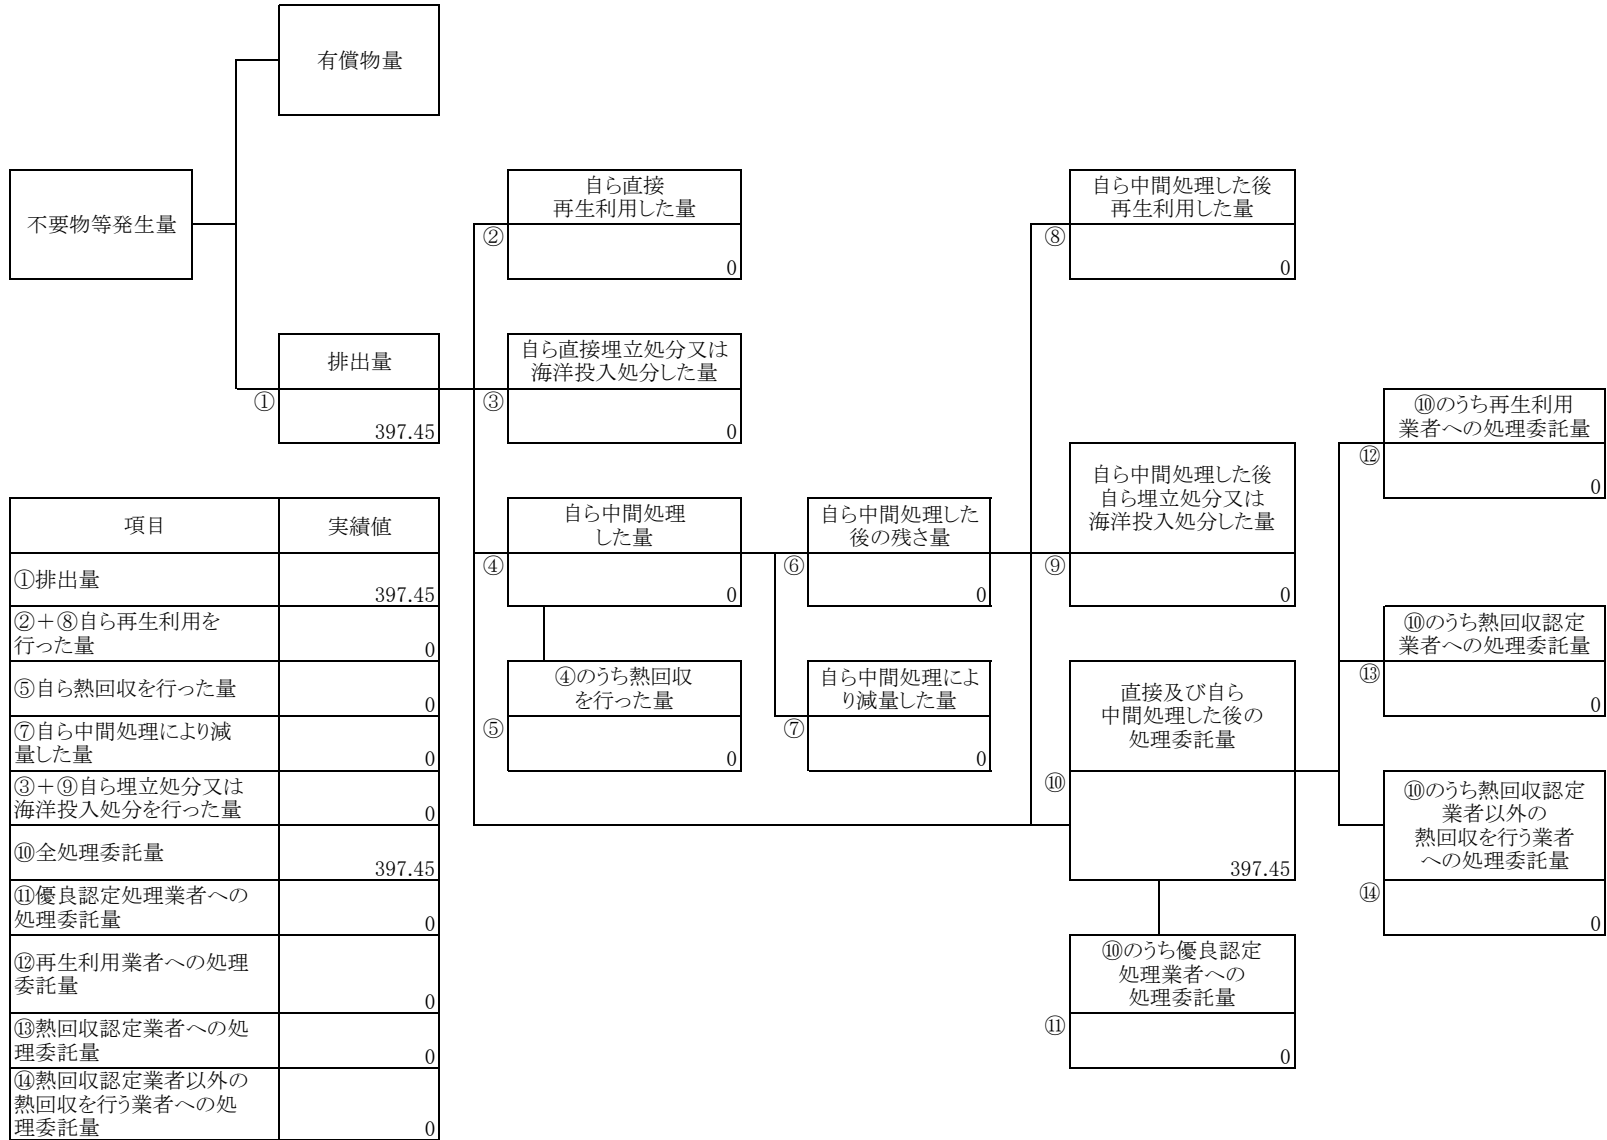 有償物量
不要物等発生量
排出量
①
397.45
自ら直接
再生利用した量
②
0
自ら直接埋立処分又は
海洋投入処分した量
③
0
自ら中間処理
した量
④
0
④のうち熱回収
を行った量
⑤
0
自ら中間処理した
後の残さ量
⑥
0
自ら中間処理によ
り減量した量
⑦
0
自ら中間処理した後
再生利用した量
⑧
0
自ら中間処理した後
自ら埋立処分又は
海洋投入処分した量
⑨
0
直接及び自ら
中間処理した後の
処理委託量
⑩
397.45
⑩のうち優良認定
処理業者への
処理委託量
⑪
0
⑩のうち再生利用
業者への処理委託量
⑫
0
⑩のうち熱回収認定
業者への処理委託量
⑬
0
⑩のうち熱回収認定
業者以外の
熱回収を行う業者
への処理委託量
⑭
0
項目 実績値
①排出量
397.45
②＋⑧自ら再生利用を
行った量
0
⑤自ら熱回収を行った量
0
⑦自ら中間処理により減
量した量
0
③＋⑨自ら埋立処分又は
海洋投入処分を行った量
0
⑩全処理委託量
397.45
⑪優良認定処理業者への
処理委託量
0
⑫再生利用業者への処理
委託量
0
⑬熱回収認定業者への処
理委託量
0
⑭熱回収認定業者以外の
熱回収を行う業者への処
理委託量
0